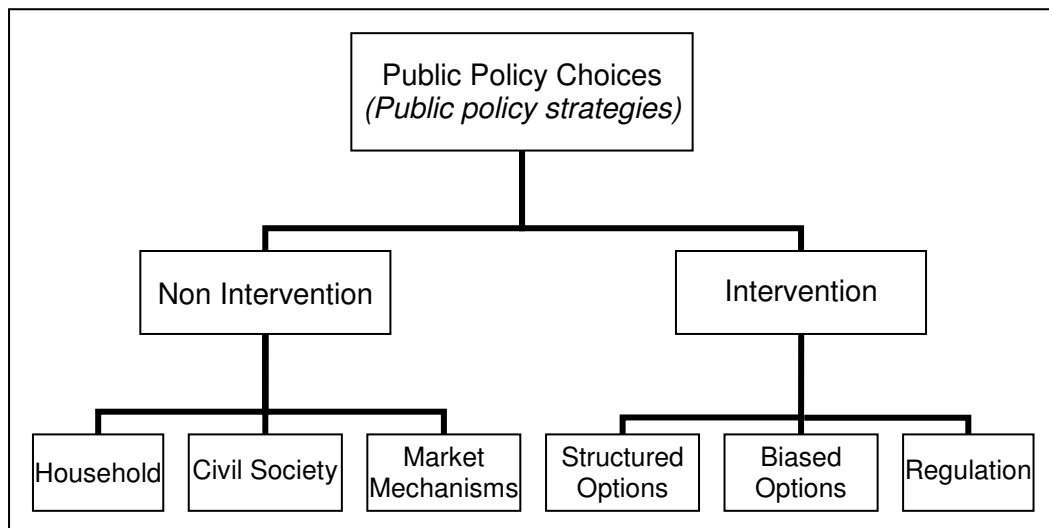 Public Policy Choices
(Public policy strategies)
Non Intervention
Intervention
Household
Civil Society
Market
Mechanisms
Structured
Options
Biased
Options
Regulation